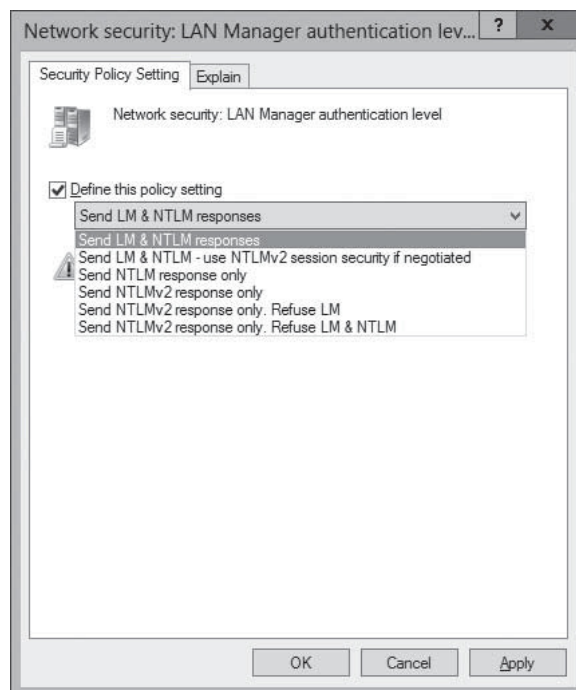 Network security: LAN Manager authentication lev...
?
x
Security Policy Setting
Explain
Network security: LAN Manager authentication level
Define this policy setting
Send LM & NTLM responses
Send LM & NTLM responses
Send LM & NTLM - use NTLMv2 session security if negotiated
Send NTLM response only
Send NTLMv2 response only
Send NTLMv2 response only. Refuse LM
Send NTLMv2 response only. Refuse LM & NTLM
OK
Cancel
Apply